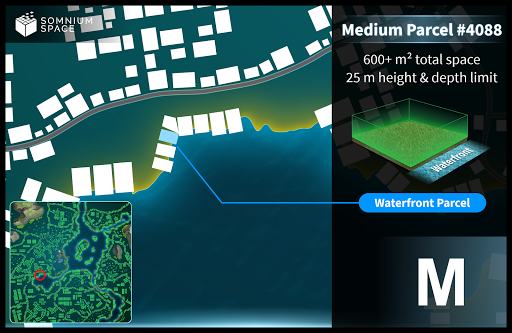 SOMNIUM
SPACE
Medium Parcel #4088
600+ m² total space
25 m height & depth limit
Waterfront
Waterfront Parcel
M